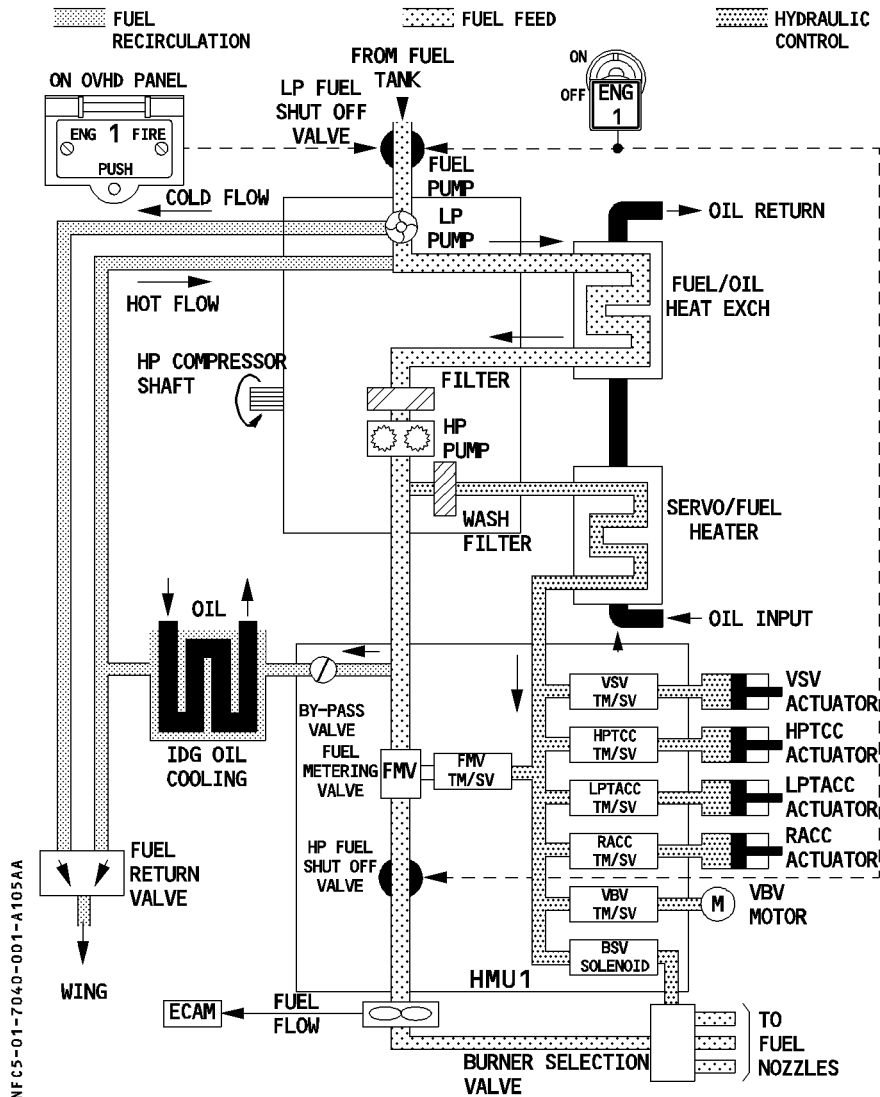 FUEL
RECIRCULATION
FUEL FEED
HYDRAULIC
CONTROL
ON OVHD PANEL
ENG 1 FIRE
PUSH
FROM FUEL
TANK
LP FUEL
SHUT OFF
VALVE
ON
OFF
ENG
1
FUEL
PUMP
COLD FLOW
LP
PUMP
OIL RETURN
HOT FLOW
FUEL/OIL
HEAT EXCH
HP COMPRESSOR
SHAFT
FILTER
HP
PUMP
WASH
FILTER
SERVO/FUEL
HEATER
OIL
OIL INPUT
IDG OIL
COOLING
BY-PASS
VALVE
FUEL
METERING
VALVE
FMV
FMV
TM/SV
VSV
TM/SV
VSV
ACTUATOR
HPTCC
TM/SV
HPTCC
ACTUATOR
LPTACC
TM/SV
LPTACC
ACTUATOR
RACC
TM/SV
RACC
ACTUATOR
HP FUEL
SHUT OFF
VALVE
VBV
TM/SV
M
VBV
MOTOR
BSV
SOLENOID
HMU1
FUEL
RETURN
VALVE
WING
ECAM
FUEL
FLOW
BURNER SELECTION
VALVE
TO
FUEL
NOZZLES
NFC5-01-7040-001-A105AA